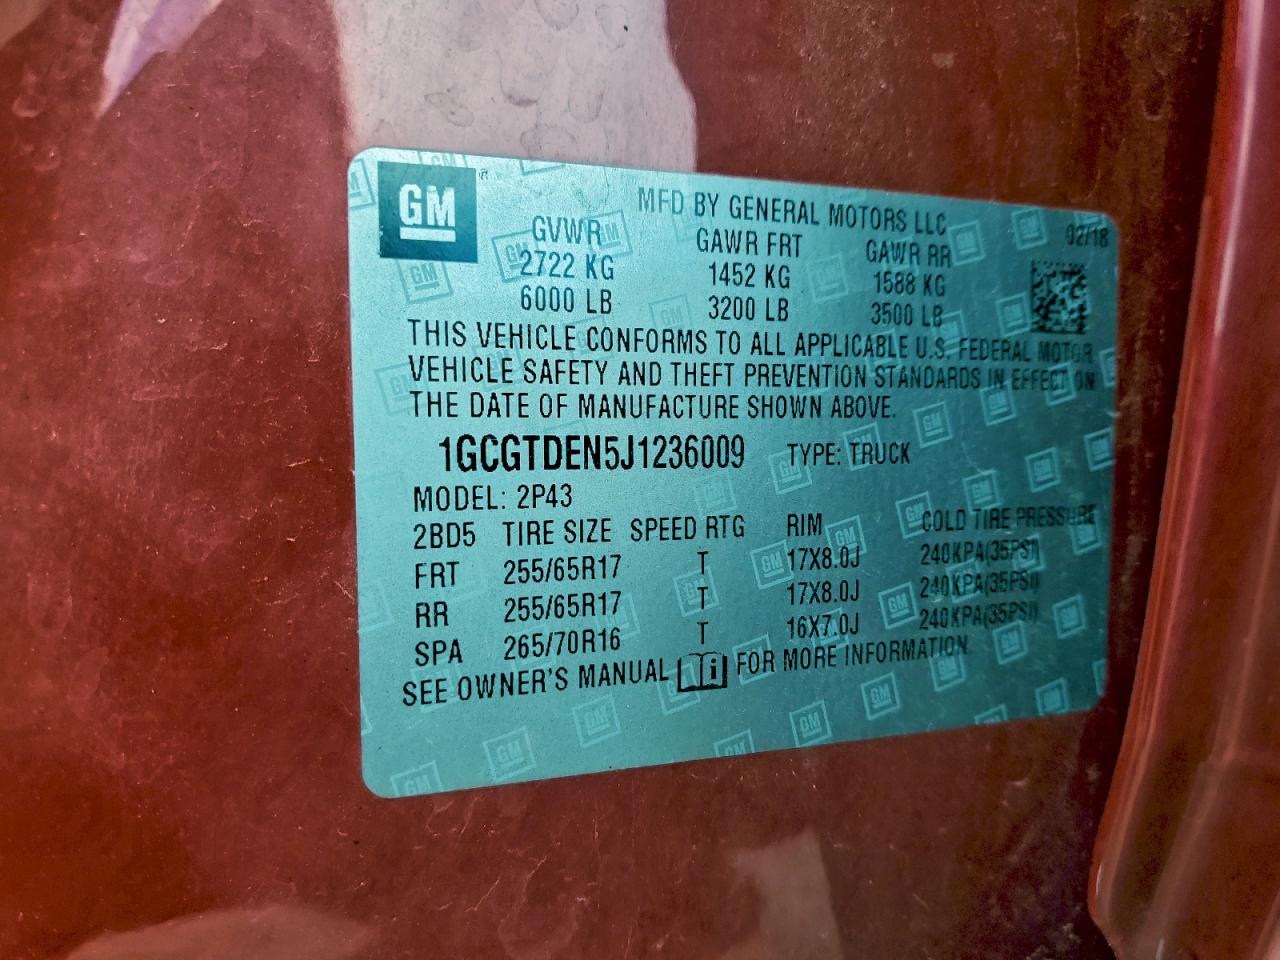 GM
MFD BY GENERAL MOTORS LLC
02/18
GVWR GAWR FRT GAWR RR
2722 KG 1452 KG 1588 KG
6000 LB 3200 LB 3500 LB
THIS VEHICLE CONFORMS TO ALL APPLICABLE U.S. FEDERAL MOTOR
VEHICLE SAFETY AND THEFT PREVENTION STANDARDS IN EFFECT ON
THE DATE OF MANUFACTURE SHOWN ABOVE.
1GCGTDEN5J1236009 TYPE: TRUCK
MODEL: 2P43
2BD5 TIRE SIZE SPEED RTG RIM COLD TIRE PRESSURE
FRT 255/65R17 T 17X8.0J 240KPA(35PSI)
RR 255/65R17 T 17X8.0J 240KPA(35PSI)
SPA 265/70R16 T 16X7.0J 240KPA(35PSI)
SEE OWNER'S MANUAL FOR MORE INFORMATION.